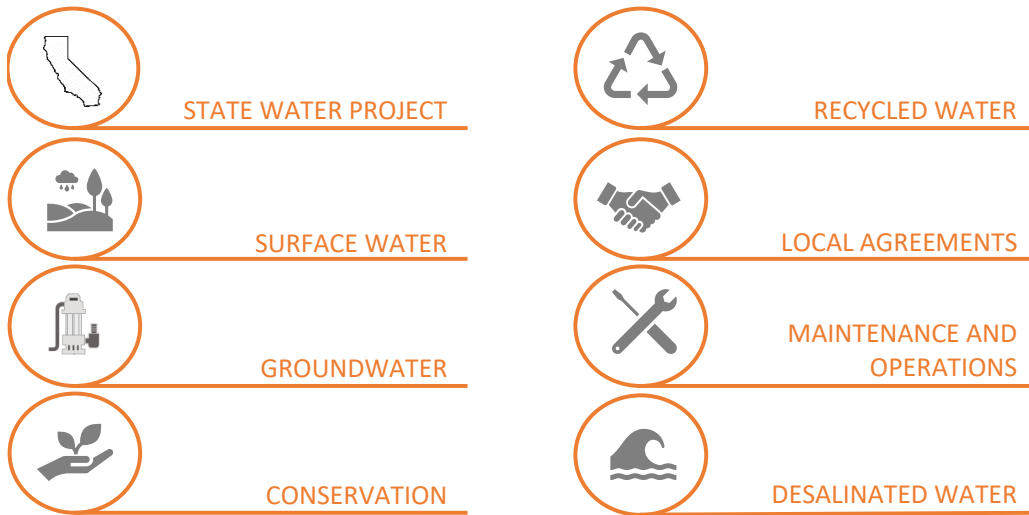 STATE WATER PROJECT
SURFACE WATER
GROUNDWATER
CONSERVATION
RECYCLED WATER
LOCAL AGREEMENTS
MAINTENANCE AND
OPERATIONS
DESALINATED WATER